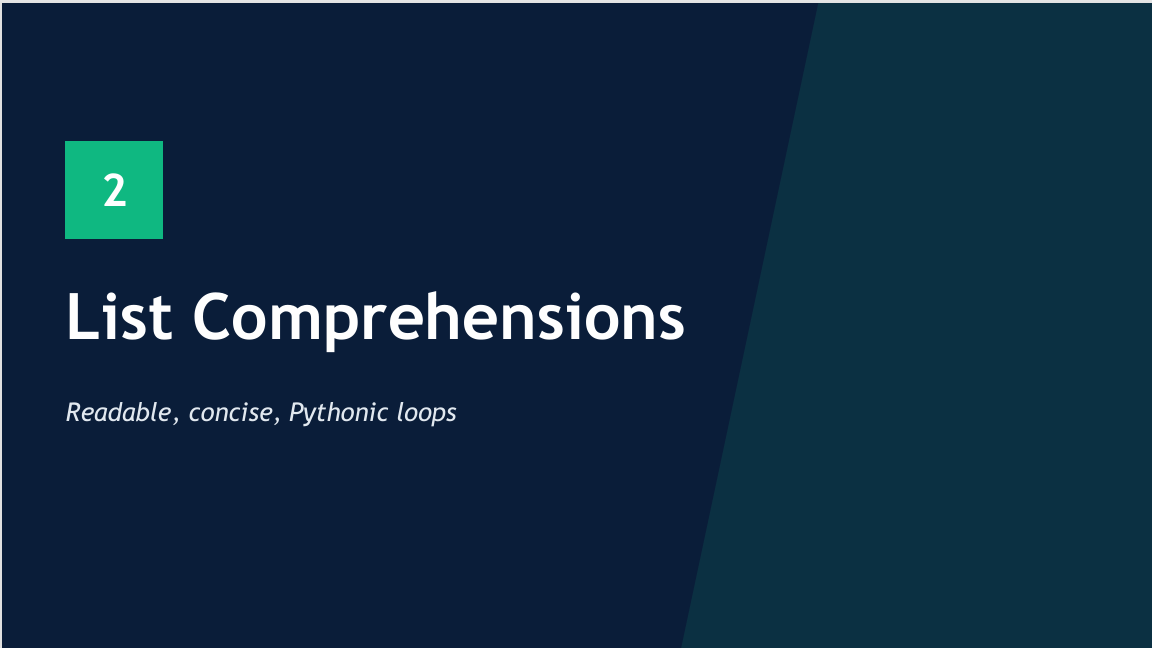 2
List Comprehensions
Readable, concise, Pythonic loops